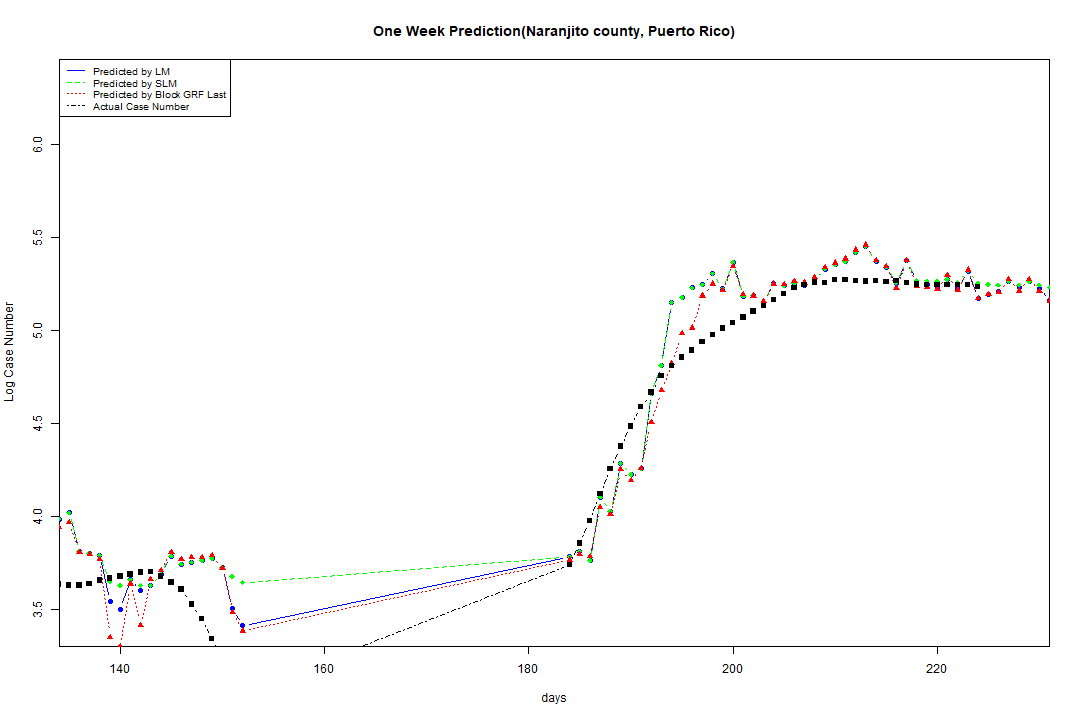 One Week Prediction(Naranjito county, Puerto Rico)
Predicted by LM
Predicted by SLM
Predicted by Block GRF Last
Actual Case Number
6.0
5.5
5.0
4.5
4.0
3.5
Log Case Number
140 160 180 200 220
days